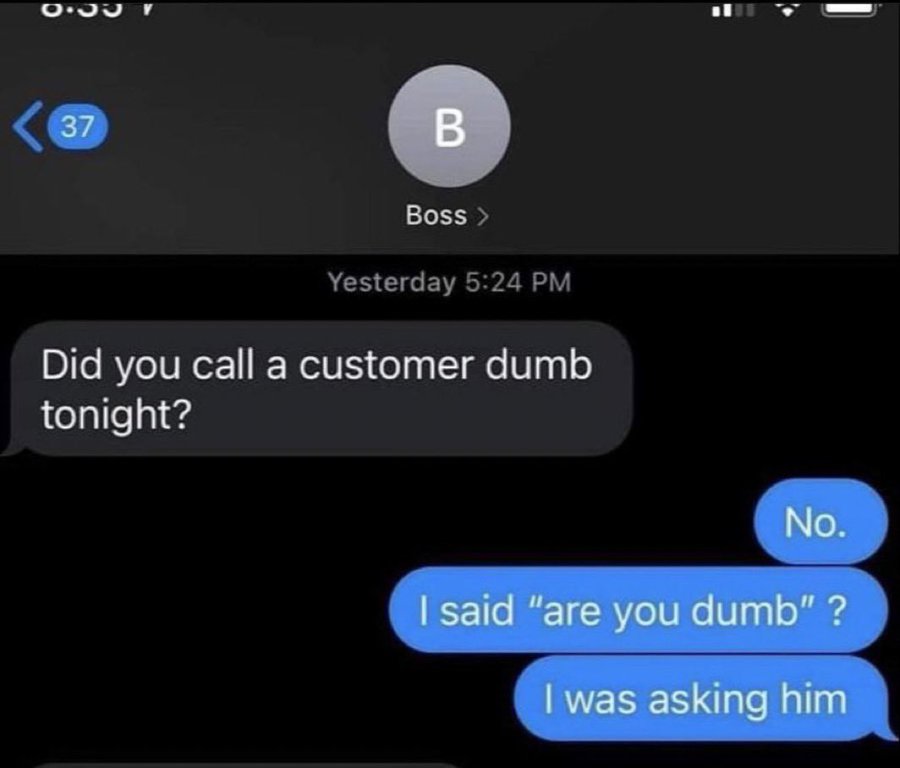 37
B
Boss
Yesterday 5:24 PM
Did you call a customer dumb
tonight?
No.
I said "are you dumb" ?
I was asking him